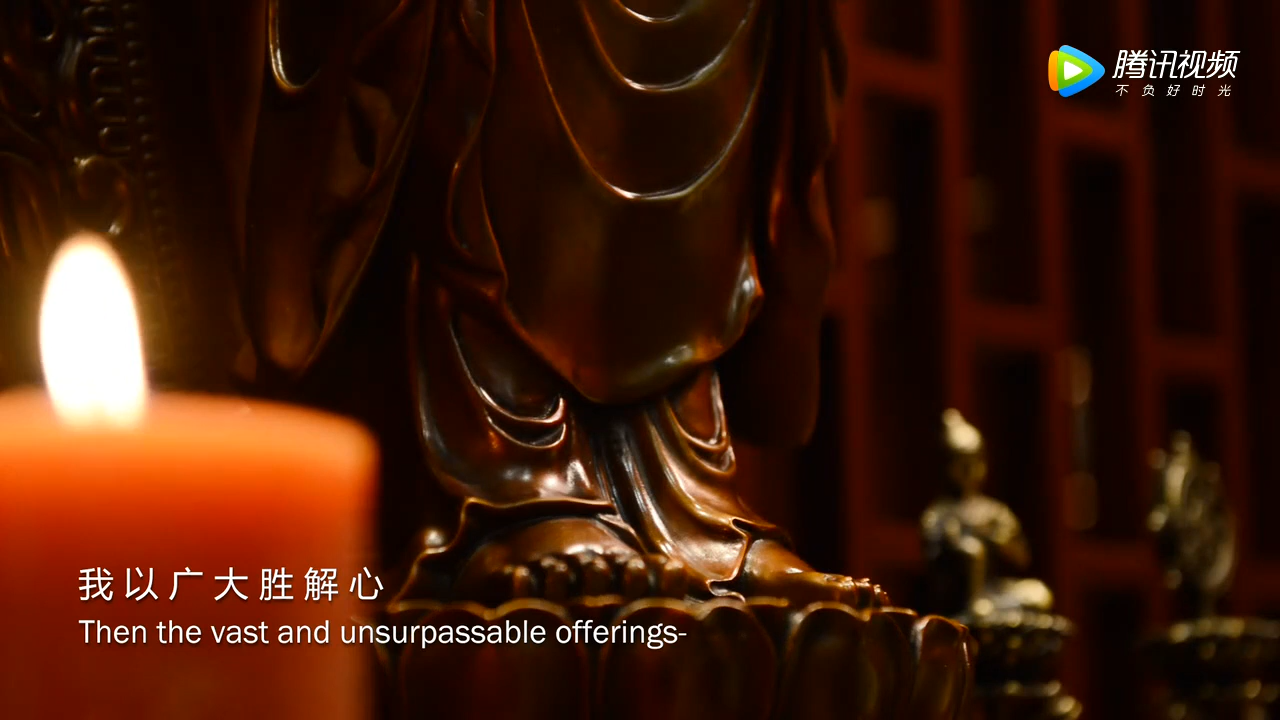 腾讯视频
不负好时光
我以广大胜解心
Then the vast and unsurpassable offerings-